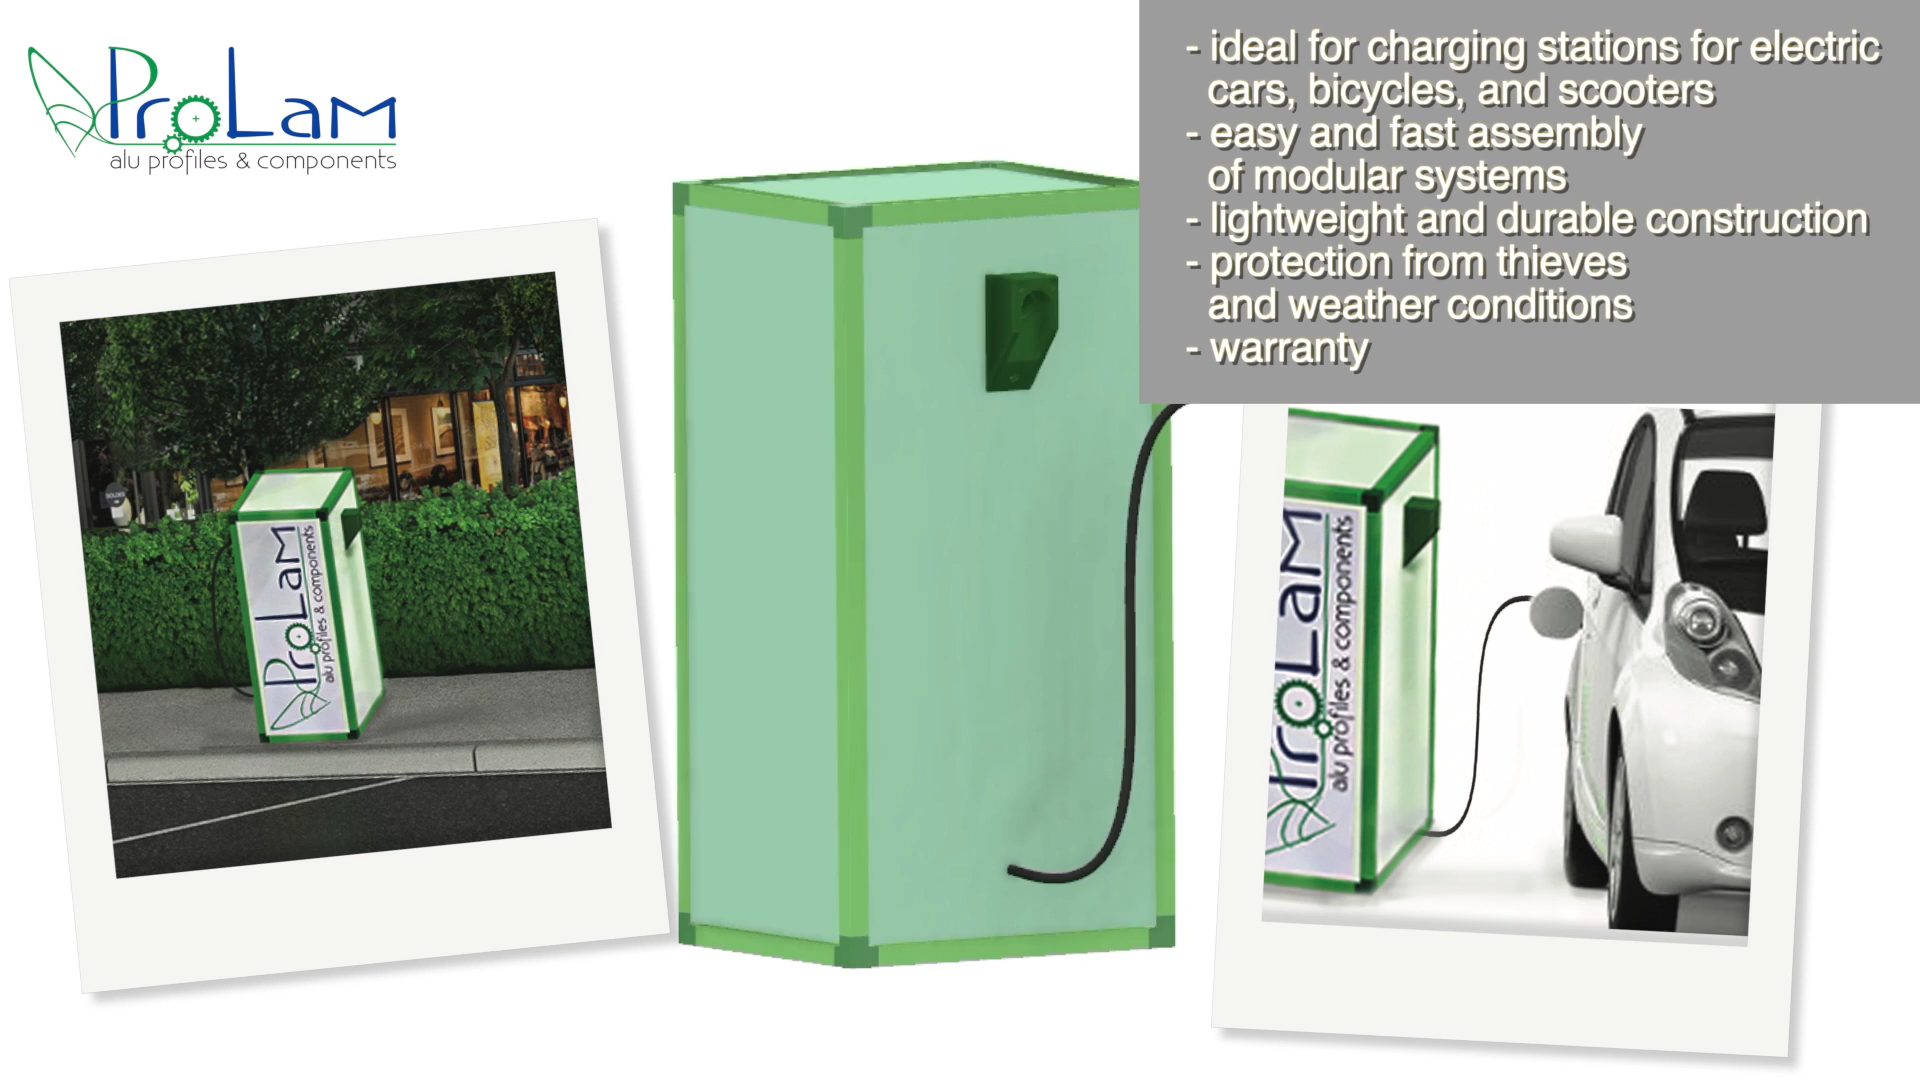 ProLam
alu profiles & components
- ideal for charging stations for electric
cars, bicycles, and scooters
- easy and fast assembly
of modular systems
- lightweight and durable construction
- protection from thieves
and weather conditions
- warranty
ProLam
alu profiles & components
ProLam
alu profiles & components